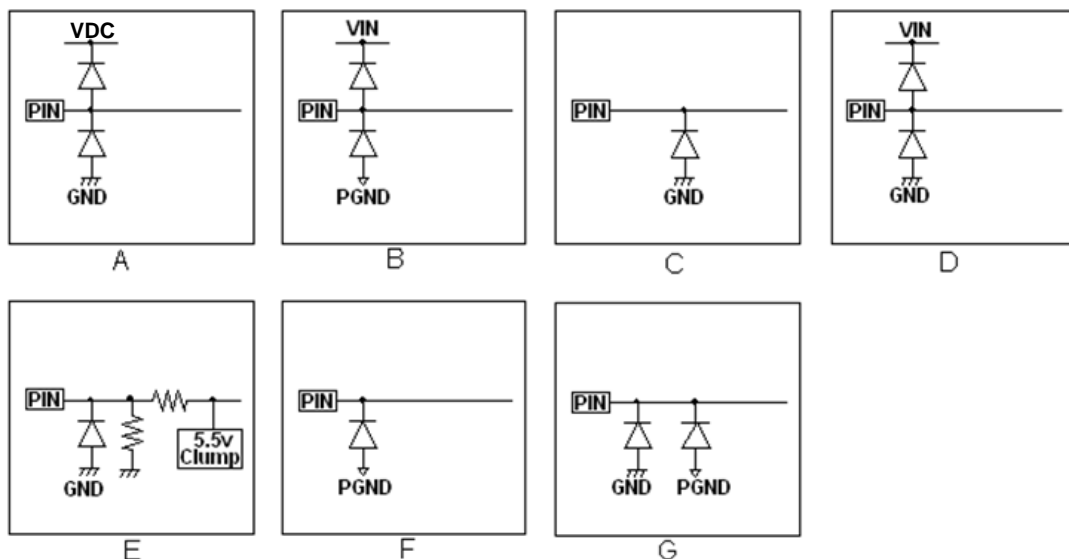 VDC
PIN
GND
A
VIN
PIN
PGND
B
PIN
GND
C
VIN
PIN
GND
D
PIN
5.5v
Clump
GND
E
PIN
PGND
F
PIN
GND PGND
G